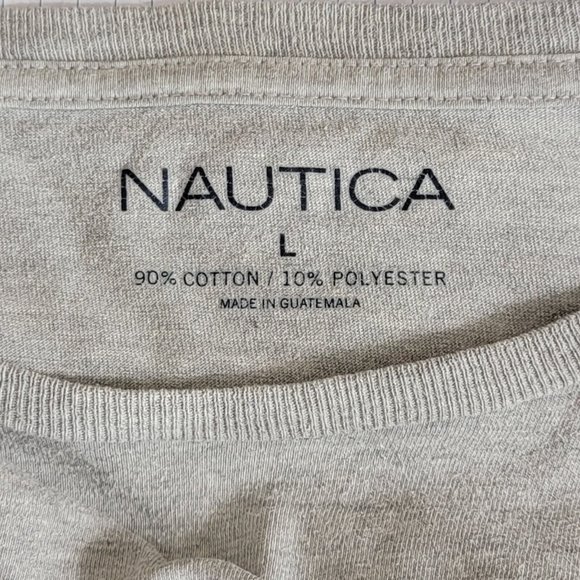 NAUTICA
L
90% COTTON / 10% POLYESTER
MADE IN GUATEMALA